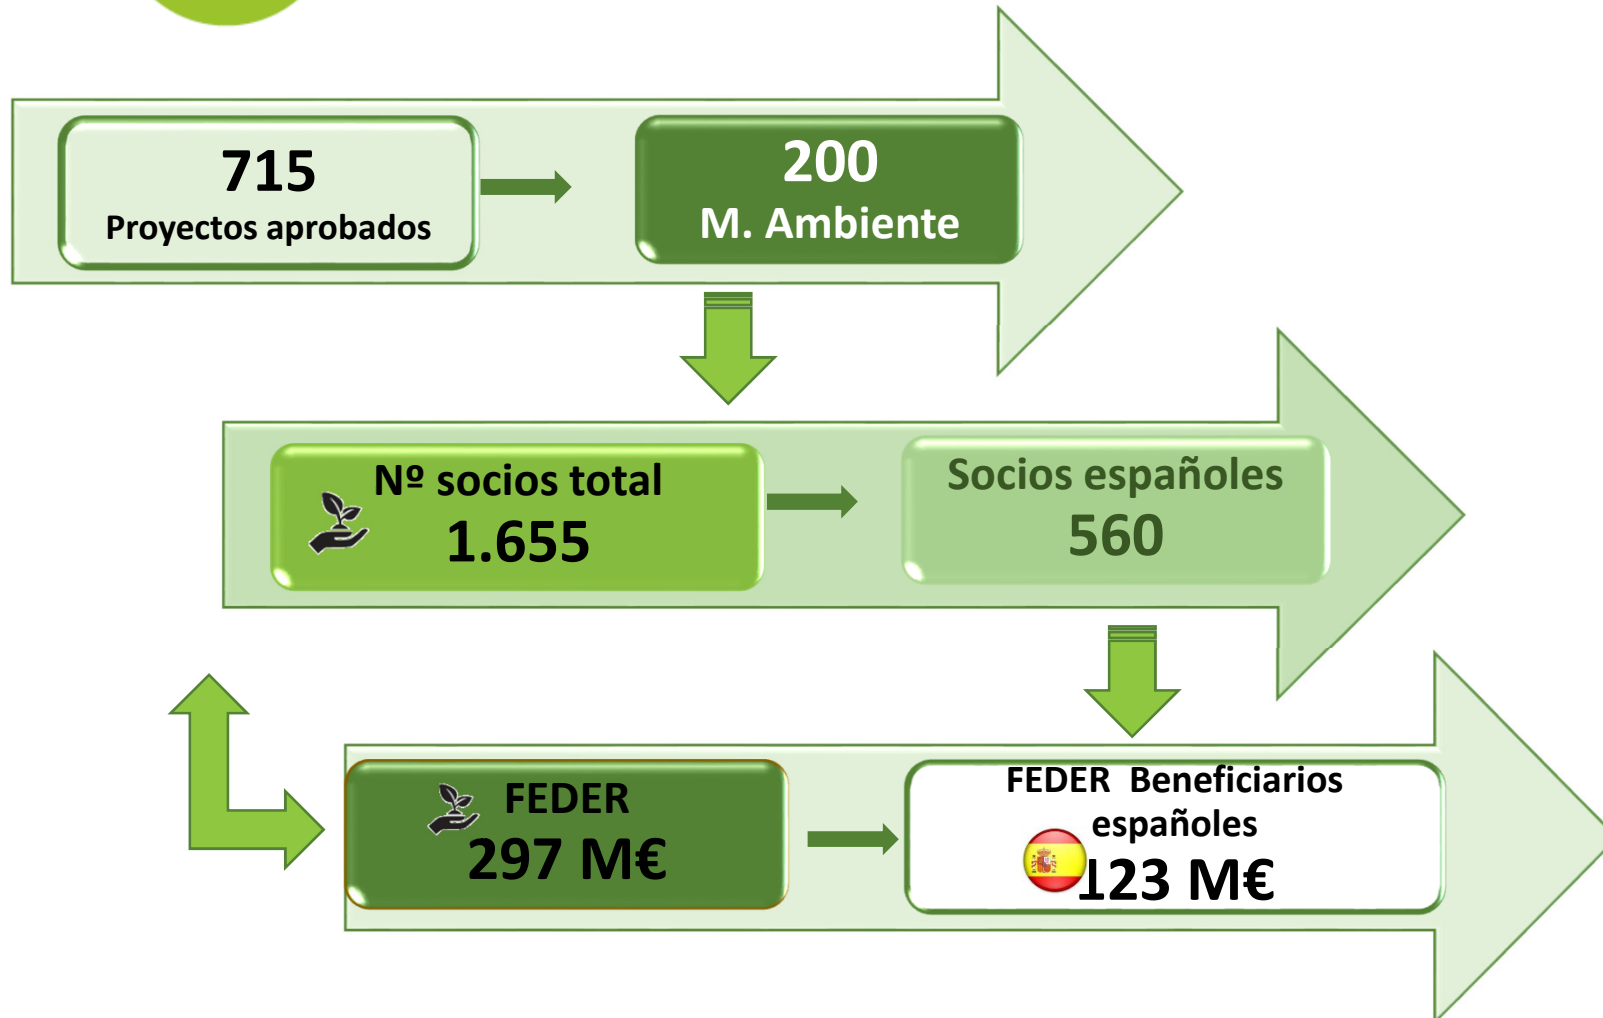 715
Proyectos aprobados
200
M. Ambiente
Nº socios total
1.655
Socios españoles
560
FEDER
297 M€
FEDER Beneficiarios
españoles
123 M€